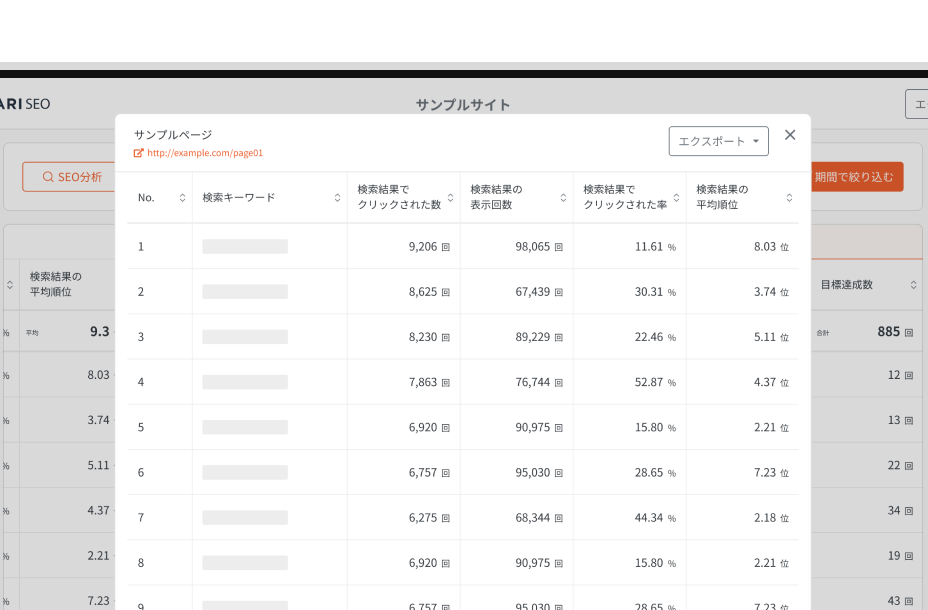 ARI SEO
サンプルサイト
エ
サンプルページ
http://example.com/page01
エクスポート
SEO分析
期間で絞り込む
No.
検索キーワード
検索結果で
クリックされた数
検索結果の
表示回数
検索結果で
クリックされた率
検索結果の
平均順位
検索結果の
平均順位
目標達成数
1 9,206 回 98,065 回 11.61 % 8.03 位
2 8,625 回 67,439 回 30.31 % 3.74 位
% 平均 9.3 3 8,230 回 89,229 回 22.46 % 5.11 位 合計 885 回
% 8.03 4 7,863 回 76,744 回 52.87 % 4.37 位 12 回
% 3.74 5 6,920 回 90,975 回 15.80 % 2.21 位 13 回
% 5.11 6 6,757 回 95,030 回 28.65 % 7.23 位 22 回
% 4.37 7 6,275 回 68,344 回 44.34 % 2.18 位 34 回
% 2.21 8 6,920 回 90,975 回 15.80 % 2.21 位 19 回
% 7.23 9 6,757 回 95,030 回 28.65 % 7.23 位 43 回